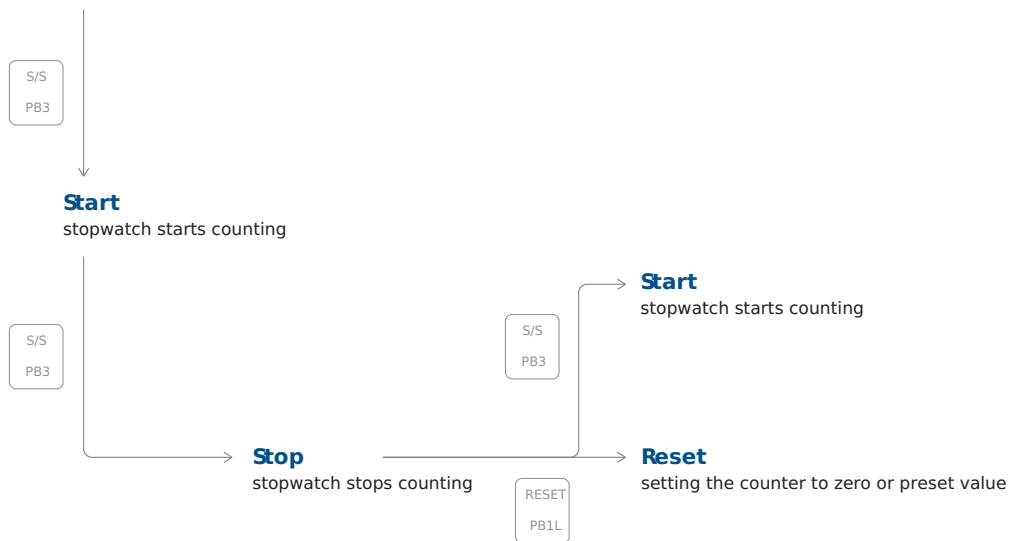 S/S
PB3
Start
stopwatch starts counting
S/S
PB3
Start
stopwatch starts counting
S/S
PB3
Stop
stopwatch stops counting
Reset
setting the counter to zero or preset value
RESET
PB1L